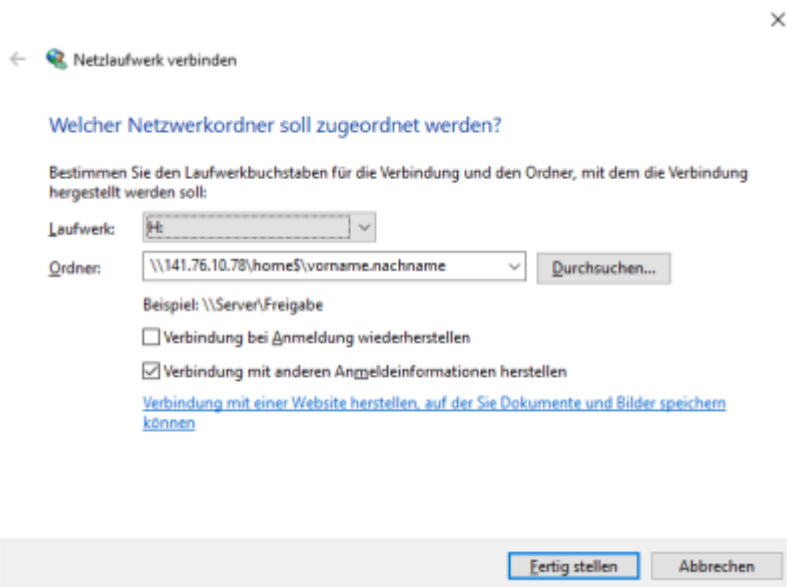 Netzlaufwerk verbinden
Welcher Netzwerkordner soll zugeordnet werden?
Bestimmen Sie den Laufwerkbuchstaben für die Verbindung und den Ordner, mit dem die Verbindung
hergestellt werden soll:
Laufwerk: H:
Ordner: \\141.76.10.78\home$\vorname.nachname Durchsuchen...
Beispiel: \\Server\Freigabe
Verbindung bei Anmeldung wiederherstellen
Verbindung mit anderen Anmeldeinformationen herstellen
Verbindung mit einer Website herstellen, auf der Sie Dokumente und Bilder speichern
können
Fertig stellen Abbrechen